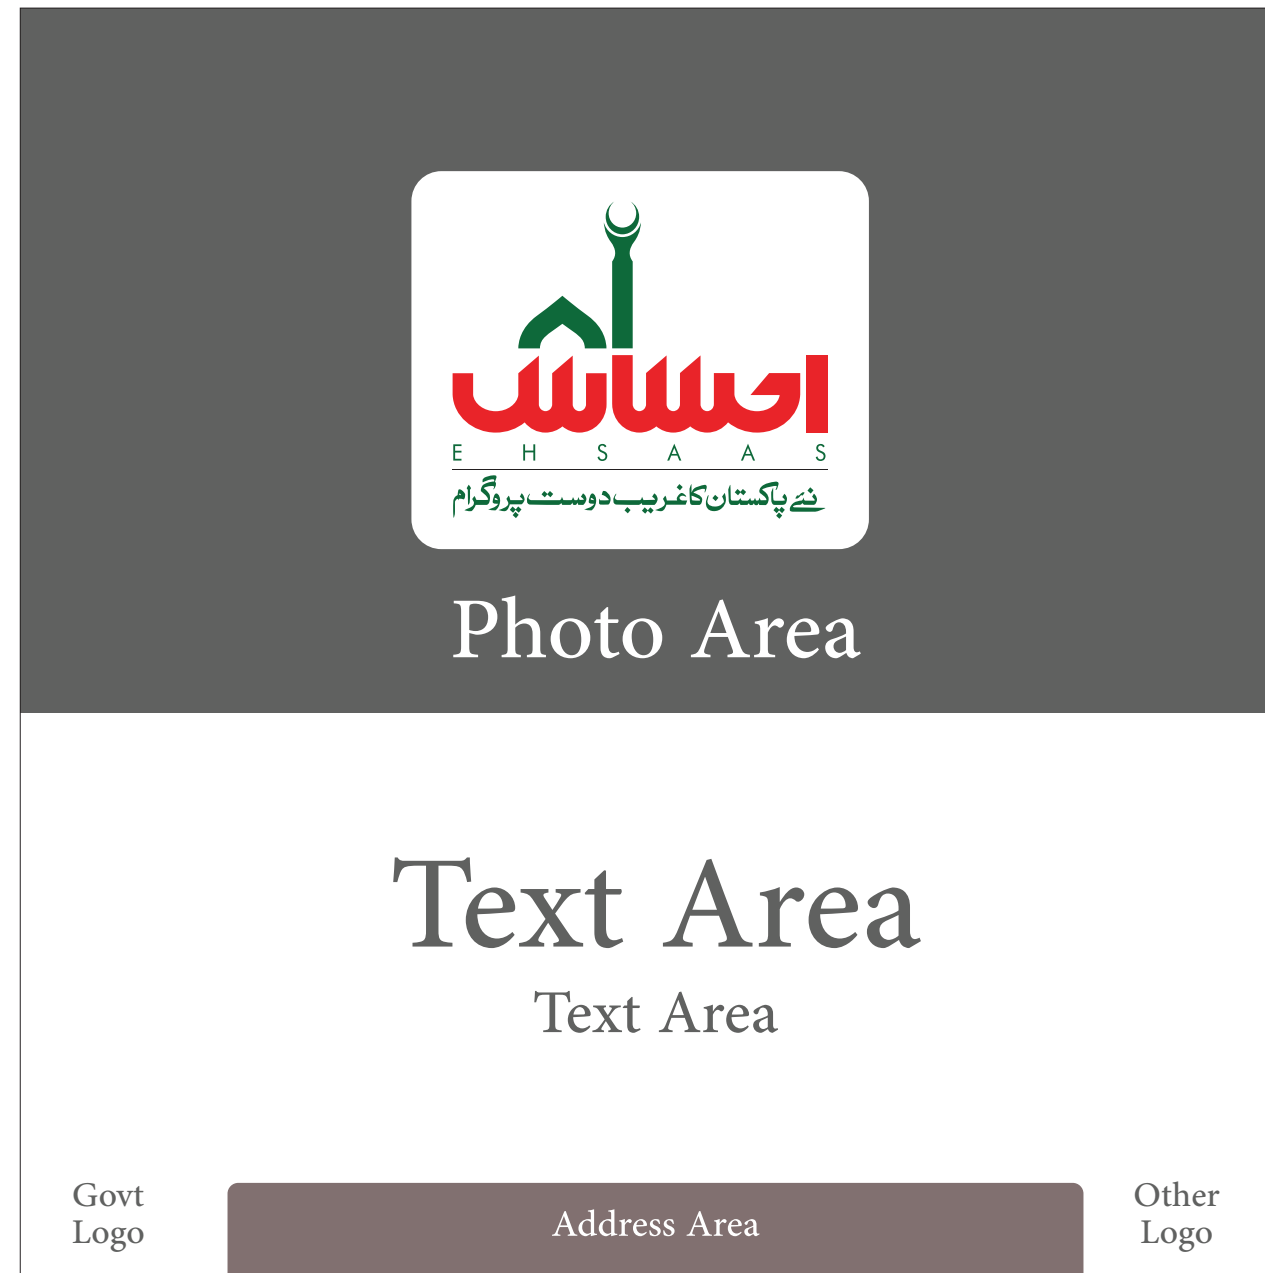 احساس
EHSAAS
نئے پاکستان کا غریب دوست پروگرام
Photo Area
Text Area
Text Area
Govt
Logo
Address Area
Other
Logo